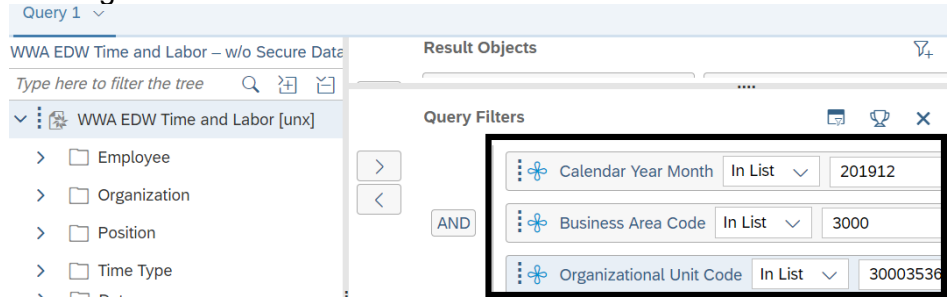 Query 1
WWA EDW Time and Labor – w/o Secure Data
Type here to filter the tree
WWA EDW Time and Labor [unx]
Employee
Organization
Position
Time Type
Result Objects
Query Filters
AND
Calendar Year Month In List 201912
Business Area Code In List 3000
Organizational Unit Code In List 30003536